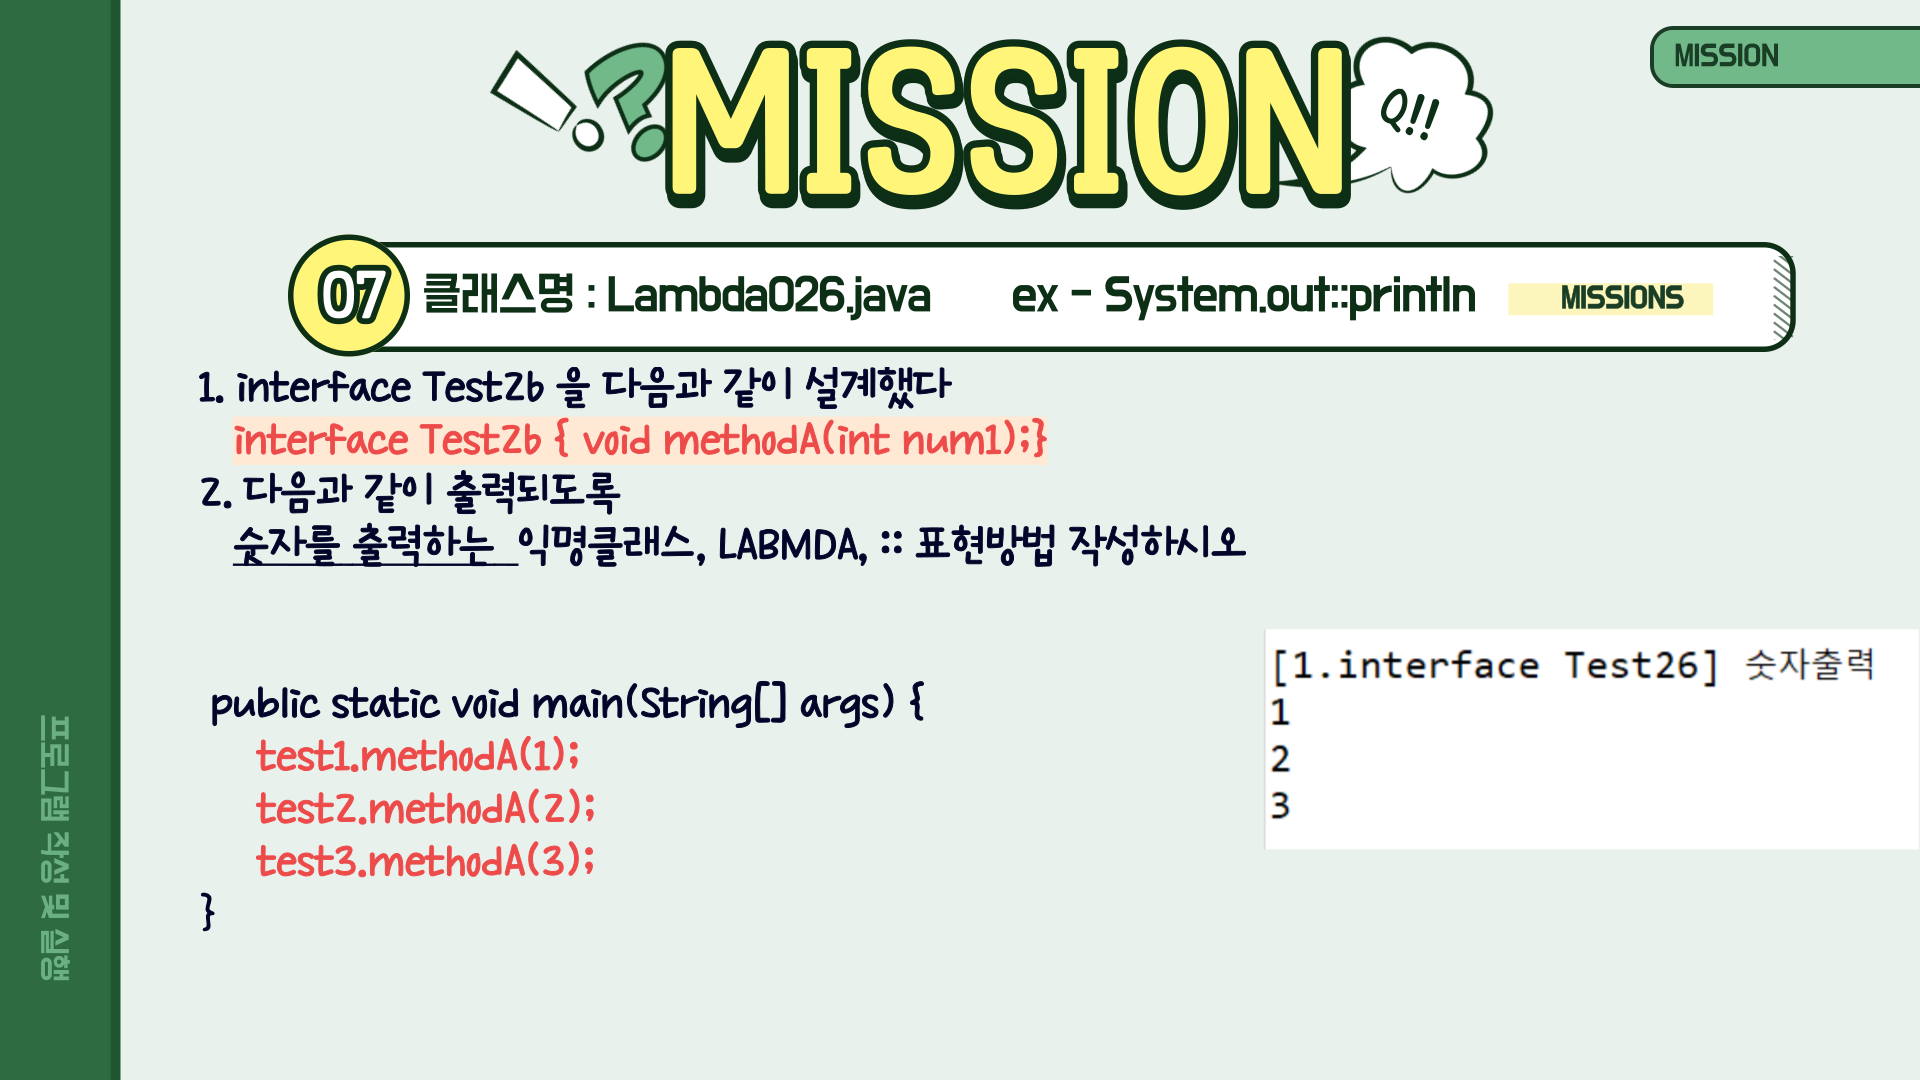 MISSION
!?
MISSION
Q!!
07
클래스명 : Lambda026.java ex - System.out::println
MISSIONS
1. interface Test2b 을 다음과 같이 설계했다
interface Test2b { void methodA(int num1);}
2. 다음과 같이 출력되도록
숫자를 출력하는 익명클래스, LABMDA, :: 표현방법 작성하시오
public static void main(String[] args) {
test1.methodA(1);
test2.methodA(2);
test3.methodA(3);
}
[1.interface Test26] 숫자출력
1
2
3
프로그램 작성 및 실행